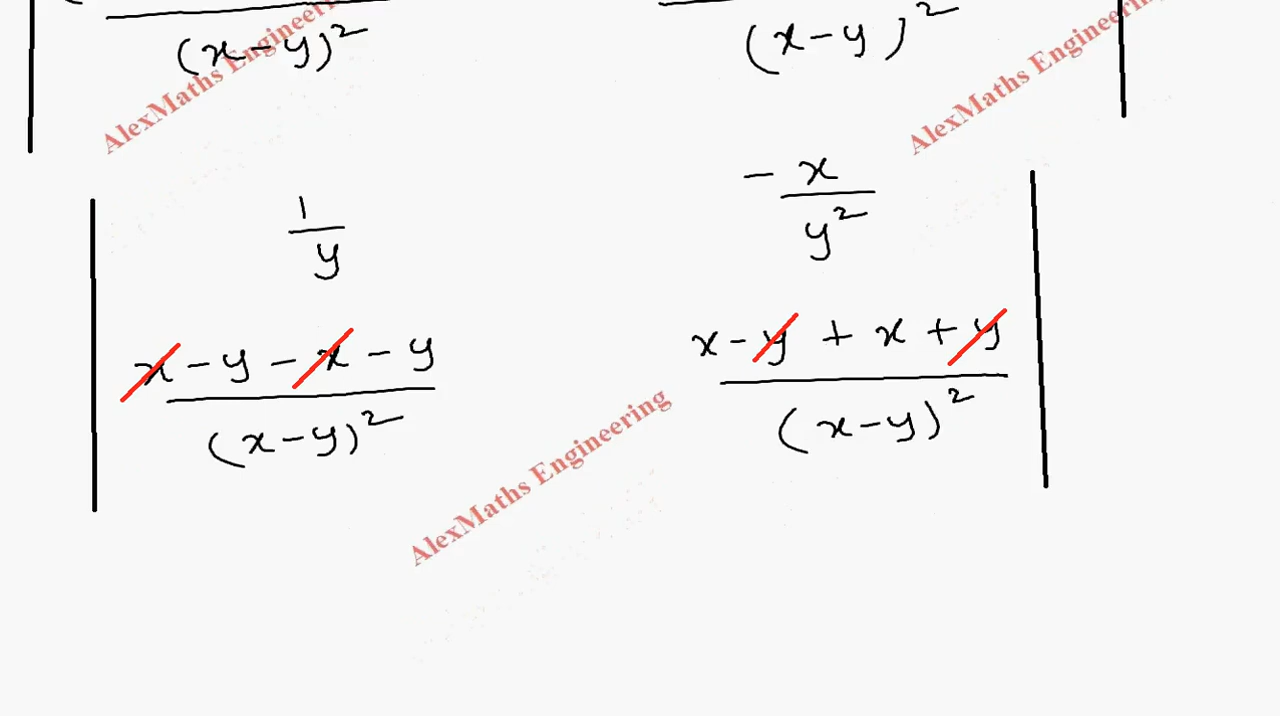 (x-y)² (x-y)²
AlexMaths Engineering AlexMaths Engineering
1 - x
y y²
x - y - x - y x - y + x + y
(x-y)² (x-y)²
AlexMaths Engineering